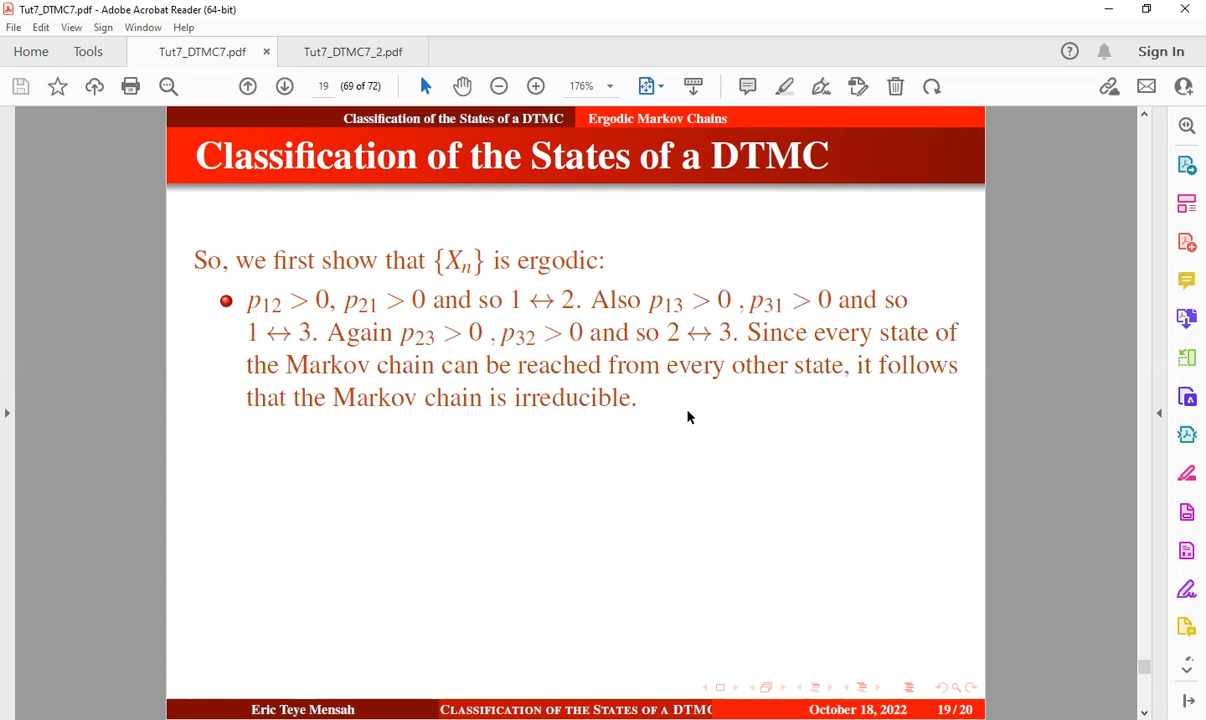 Tut7_DTMC7.pdf - Adobe Acrobat Reader (64-bit)
File Edit View Sign Window Help
Home Tools Tut7_DTMC7.pdf × Tut7_DTMC7_2.pdf ? Sign In
19 (69 of 72) 176%
Classification of the States of a DTMC Ergodic Markov Chains
Classification of the States of a DTMC
So, we first show that {Xₙ} is ergodic:
p₁₂ > 0, p₂₁ > 0 and so 1 ↔ 2. Also p₁₃ > 0 , p₃₁ > 0 and so
1 ↔ 3. Again p₂₃ > 0 , p₃₂ > 0 and so 2 ↔ 3. Since every state of
the Markov chain can be reached from every other state, it follows
that the Markov chain is irreducible.
Eric Teye Mensah CLASSIFICATION OF THE STATES OF A DTMC October 18, 2022 19 / 20